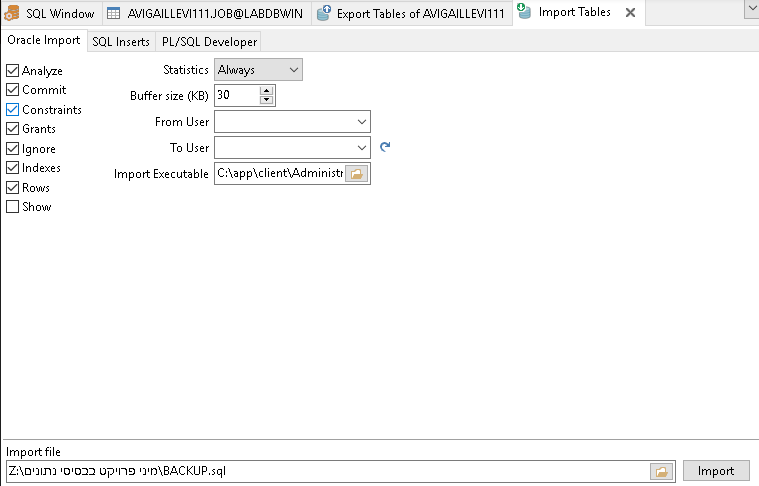 SQL Window AVIGAILLEVI111.JOB@LABDBWIN Export Tables of AVIGAILLEVI111 Import Tables
Oracle Import SQL Inserts PL/SQL Developer
Analyze Statistics Always
Commit Buffer size (KB) 30
Constraints From User
Grants
Ignore To User
Indexes Import Executable C:\app\client\Administr
Rows
Show
Import file
Z:\מיני פרויקט בבסיסי נתונים\BACKUP.sql Import